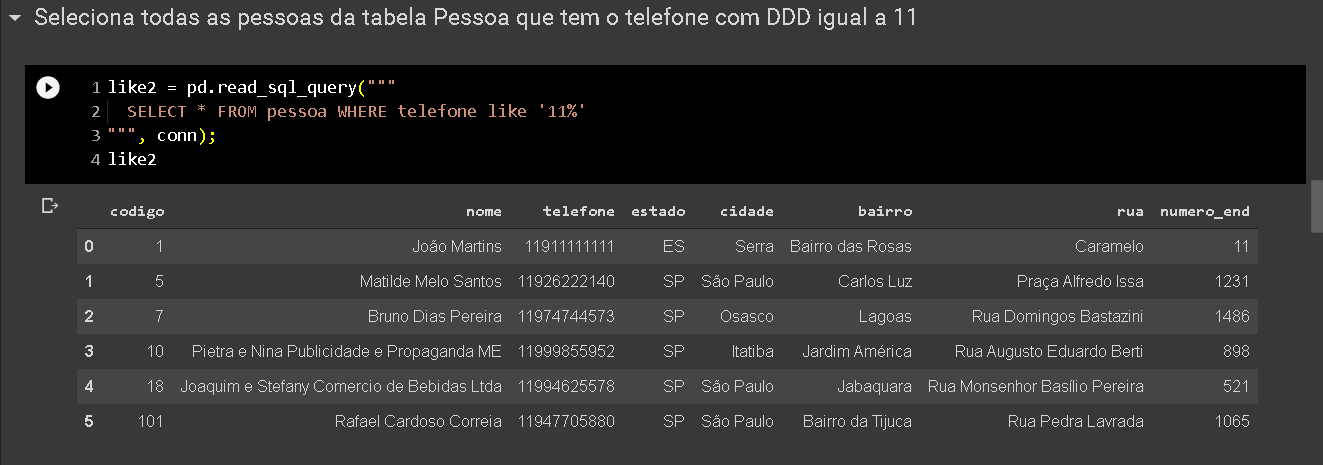 Seleciona todas as pessoas da tabela Pessoa que tem o telefone com DDD igual a 11
1 like2 = pd.read_sql_query("""
2 SELECT * FROM pessoa WHERE telefone like '11%'
3 """, conn);
4 like2
codigo nome telefone estado cidade bairro rua numero_end
0 1 João Martins 11911111111 ES Serra Bairro das Rosas Caramelo 11
1 5 Matilde Melo Santos 11926222140 SP São Paulo Carlos Luz Praça Alfredo Issa 1231
2 7 Bruno Dias Pereira 11974744573 SP Osasco Lagoas Rua Domingos Bastazini 1486
3 10 Pietra e Nina Publicidade e Propaganda ME 11999855952 SP Itatiba Jardim América Rua Augusto Eduardo Berti 898
4 18 Joaquim e Stefany Comercio de Bebidas Ltda 11994625578 SP São Paulo Jabaquara Rua Monsenhor Basílio Pereira 521
5 101 Rafael Cardoso Correia 11947705880 SP São Paulo Bairro da Tijuca Rua Pedra Lavrada 1065